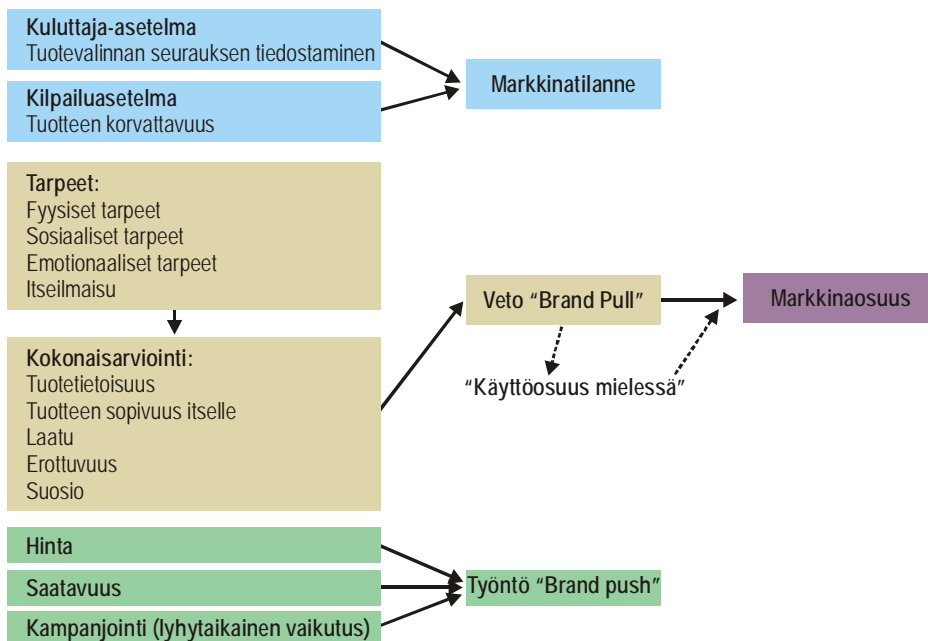 Kuluttaja-asetelma
Tuotevalinnan seurauksen tiedostaminen
Kilpailuasetelma
Tuotteen korvattavuus
Markkinatilanne
Tarpeet:
Fyysiset tarpeet
Sosiaaliset tarpeet
Emotionaaliset tarpeet
Itseilmaisu
Kokonaisarviointi:
Tuotetietoisuus
Tuotteen sopivuus itselle
Laatu
Erottuvuus
Suosio
Veto “Brand Pull”
Markkinaosuus
“Käyttöosuus mielessä”
Hinta
Saatavuus
Kampanjointi (lyhytaikainen vaikutus)
Työntö “Brand push”